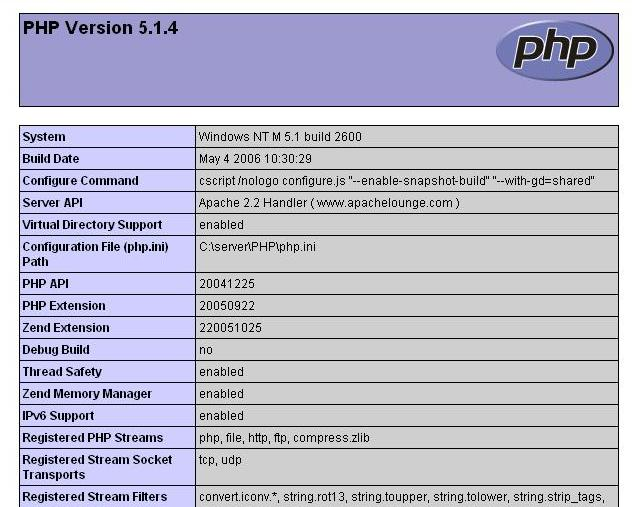 PHP Version 5.1.4
php
System Windows NT M 5.1 build 2600
Build Date May 4 2006 10:30:29
Configure Command cscript /nologo configure.js "--enable-snapshot-build" "--with-gd=shared"
Server API Apache 2.2 Handler ( www.apachelounge.com )
Virtual Directory Support enabled
Configuration File (php.ini) C:\server\PHP\php.ini
Path
PHP API 20041225
PHP Extension 20050922
Zend Extension 220051025
Debug Build no
Thread Safety enabled
Zend Memory Manager enabled
IPv6 Support enabled
Registered PHP Streams php, file, http, ftp, compress.zlib
Registered Stream Socket tcp, udp
Transports
Registered Stream Filters convert.iconv.*, string.rot13, string.toupper, string.tolower, string.strip_tags,